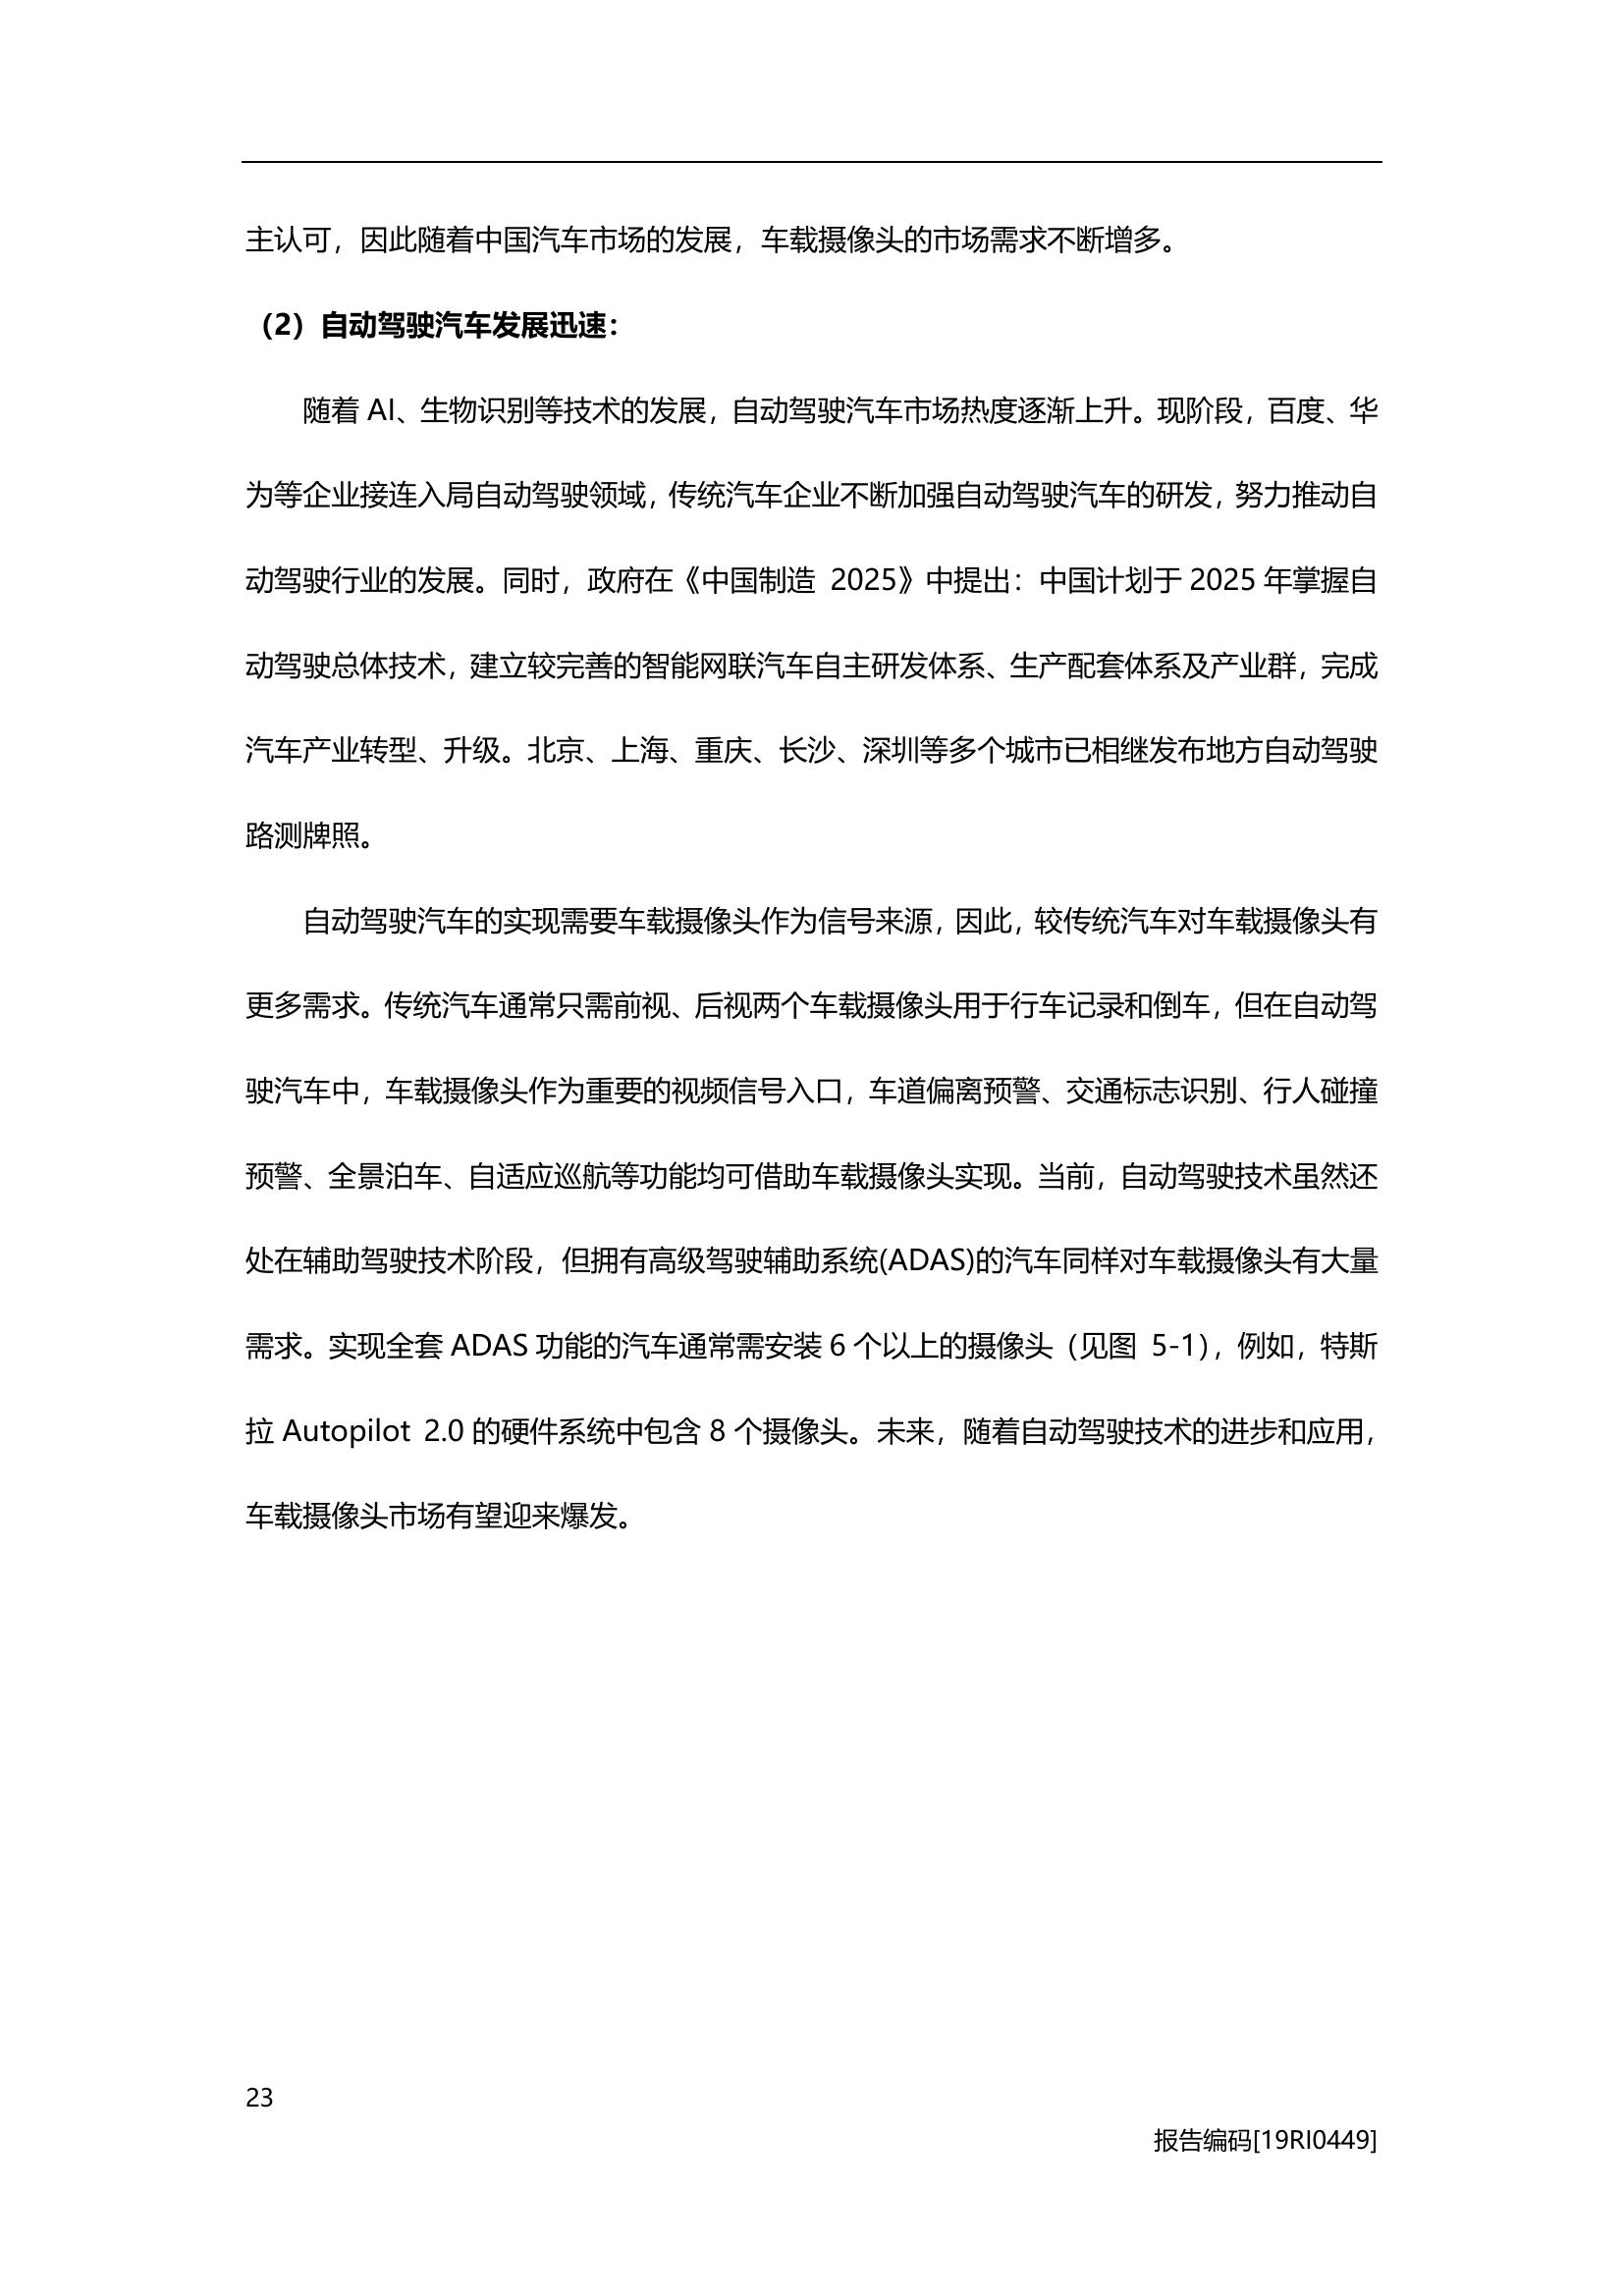 主认可，因此随着中国汽车市场的发展，车载摄像头的市场需求不断增多。
（2）自动驾驶汽车发展迅速：
随着 AI、生物识别等技术的发展，自动驾驶汽车市场热度逐渐上升。现阶段，百度、华
为等企业接连入局自动驾驶领域，传统汽车企业不断加强自动驾驶汽车的研发，努力推动自
动驾驶行业的发展。同时，政府在《中国制造 2025》中提出：中国计划于 2025 年掌握自
动驾驶总体技术，建立较完善的智能网联汽车自主研发体系、生产配套体系及产业群，完成
汽车产业转型、升级。北京、上海、重庆、长沙、深圳等多个城市已相继发布地方自动驾驶
路测牌照。
自动驾驶汽车的实现需要车载摄像头作为信号来源，因此，较传统汽车对车载摄像头有
更多需求。传统汽车通常只需前视、后视两个车载摄像头用于行车记录和倒车，但在自动驾
驶汽车中，车载摄像头作为重要的视频信号入口，车道偏离预警、交通标志识别、行人碰撞
预警、全景泊车、自适应巡航等功能均可借助车载摄像头实现。当前，自动驾驶技术虽然还
处在辅助驾驶技术阶段，但拥有高级驾驶辅助系统(ADAS)的汽车同样对车载摄像头有大量
需求。实现全套 ADAS 功能的汽车通常需安装 6 个以上的摄像头（见图 5-1），例如，特斯
拉 Autopilot 2.0 的硬件系统中包含 8 个摄像头。未来，随着自动驾驶技术的进步和应用，
车载摄像头市场有望迎来爆发。
23
报告编码[19RI0449]